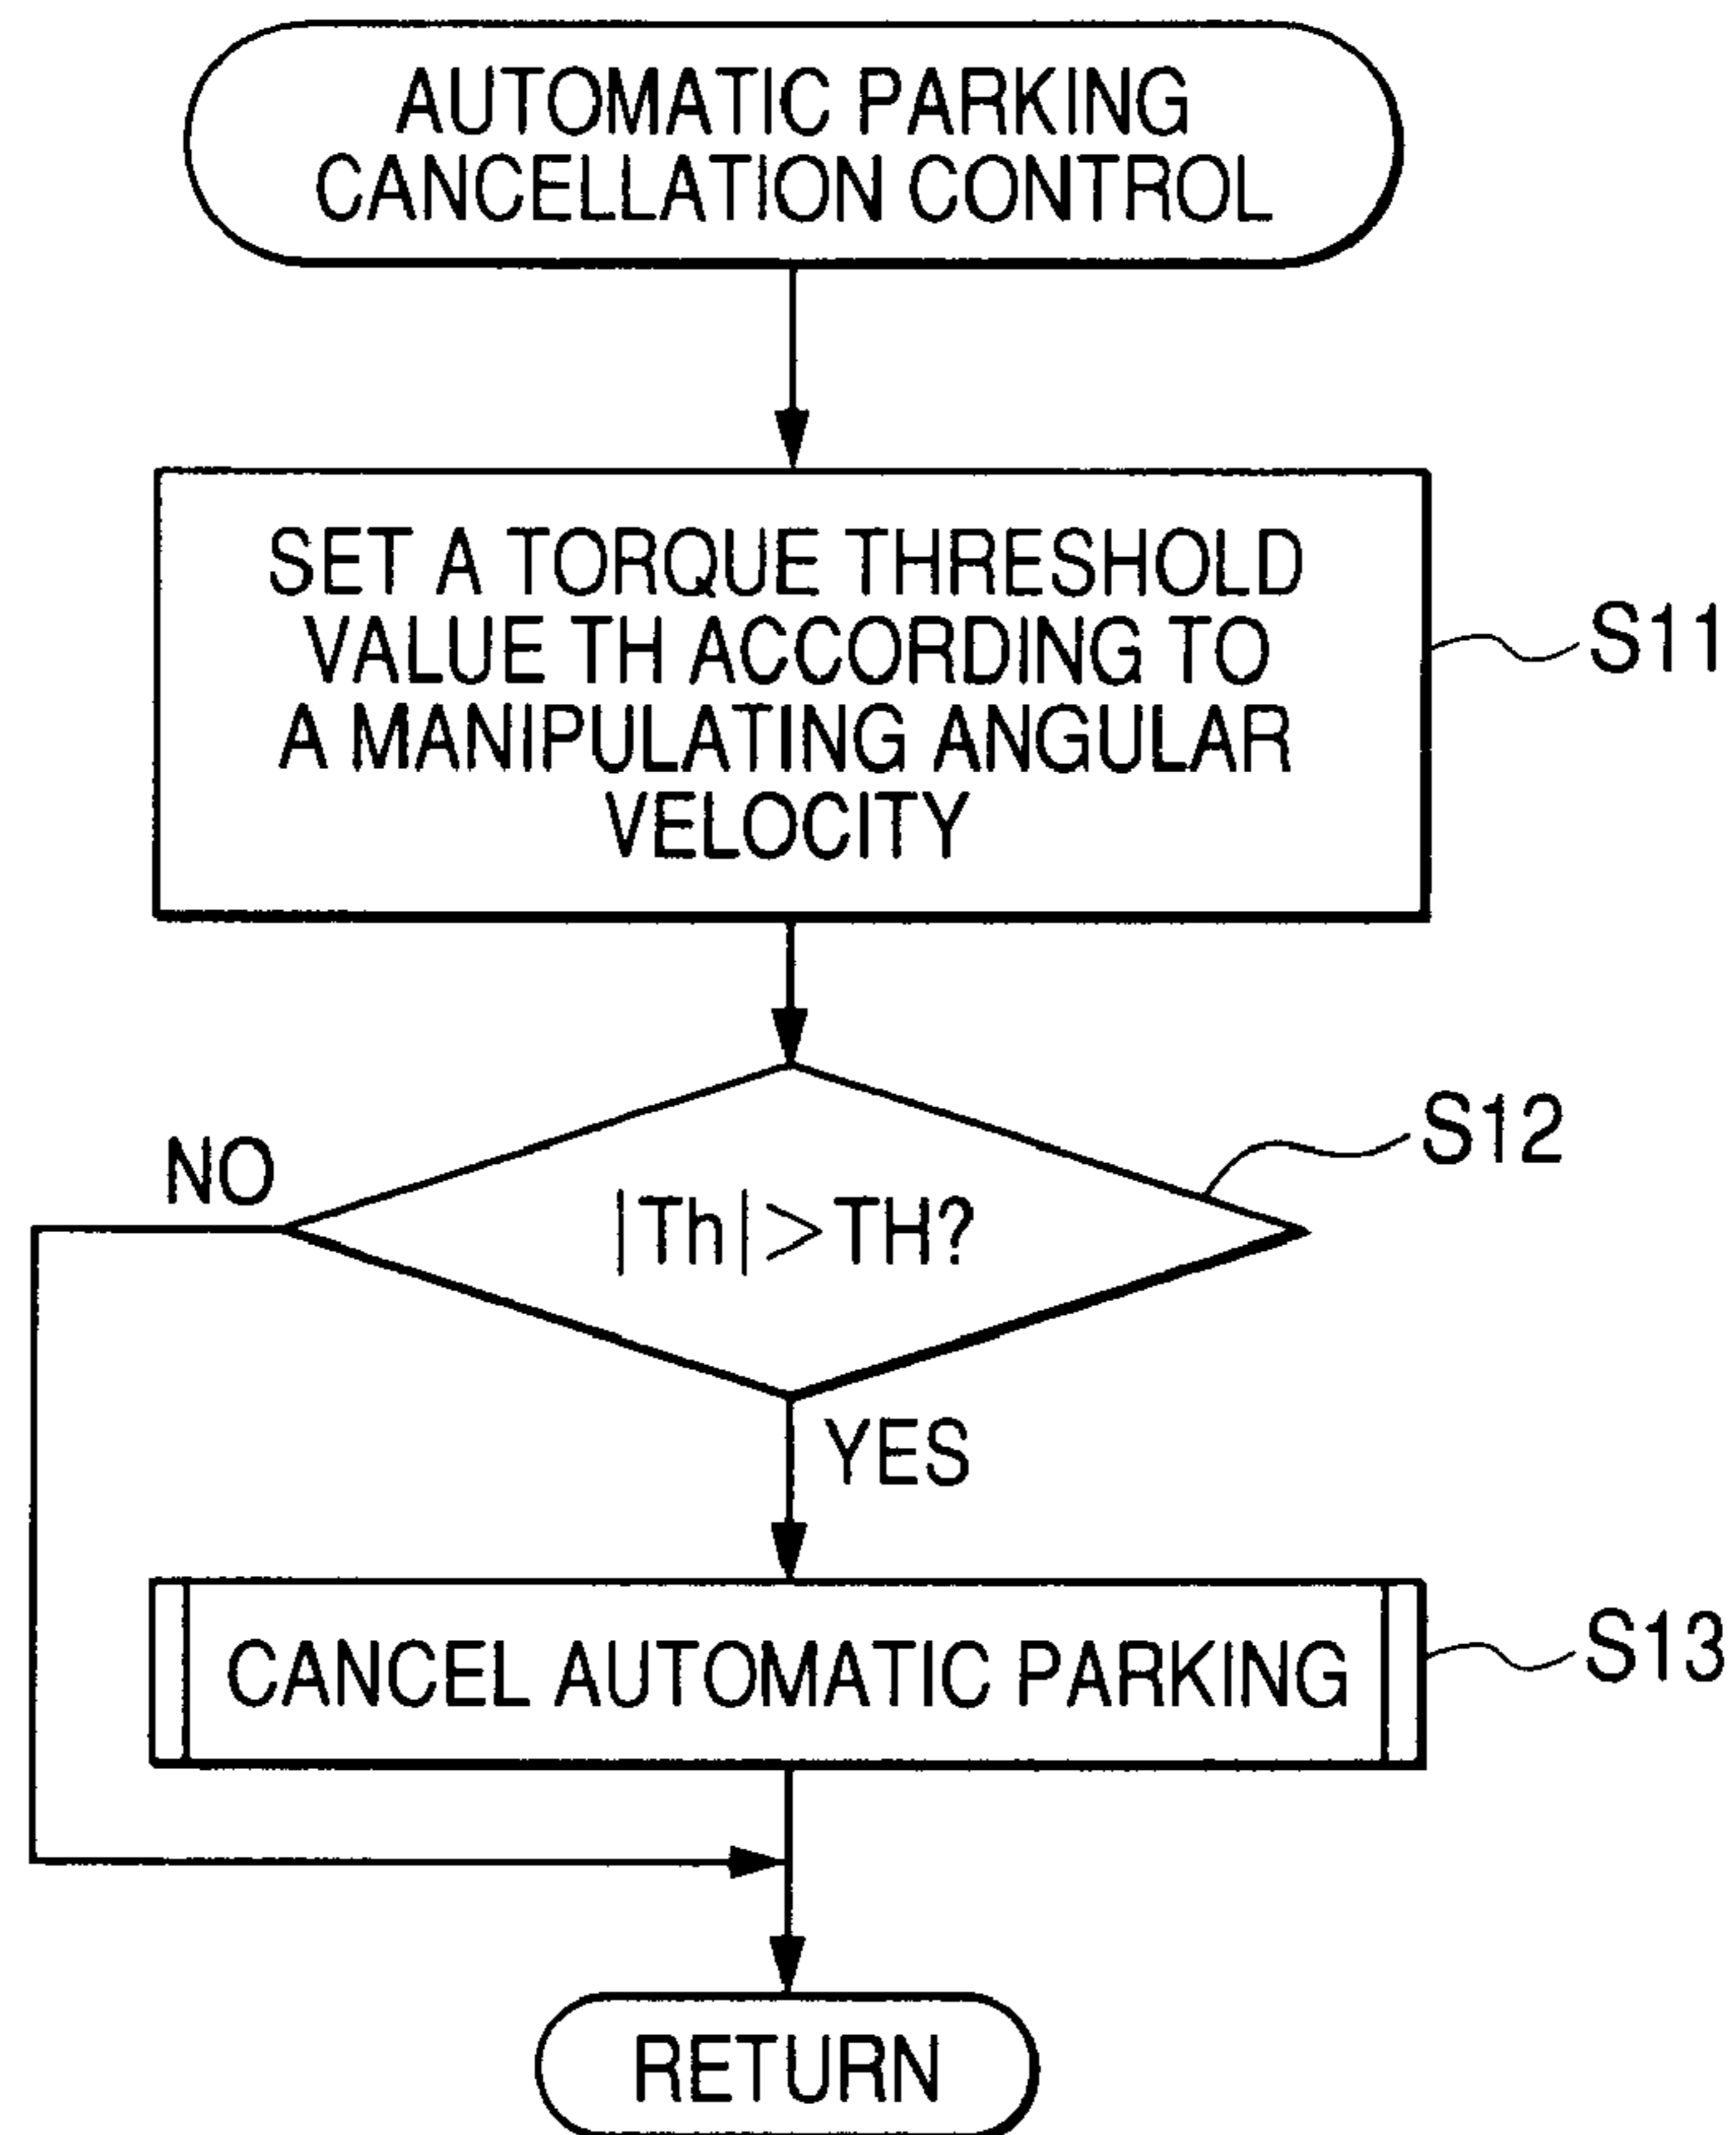 AUTOMATIC PARKING
CANCELLATION CONTROL
SET A TORQUE THRESHOLD
VALUE TH ACCORDING TO
A MANIPULATING ANGULAR
VELOCITY
S11
S12
NO
|Th|>TH?
YES
CANCEL AUTOMATIC PARKING
S13
RETURN